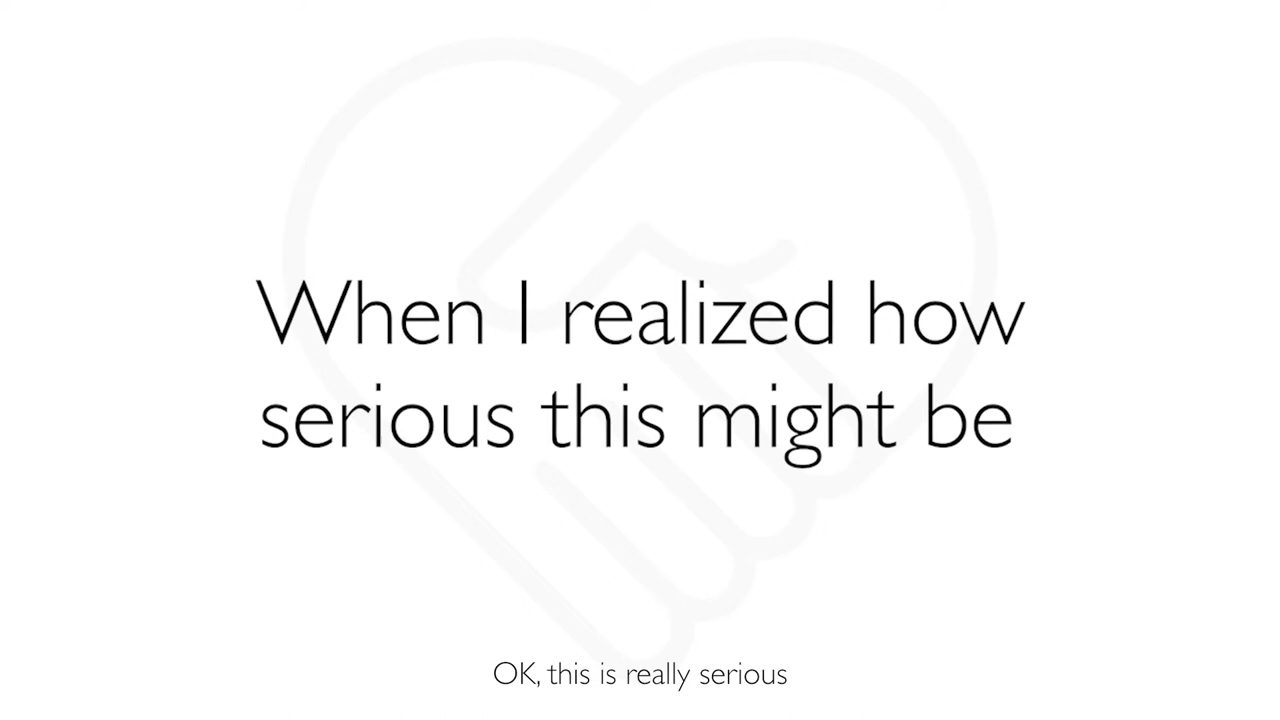 When I realized how
serious this might be
OK, this is really serious